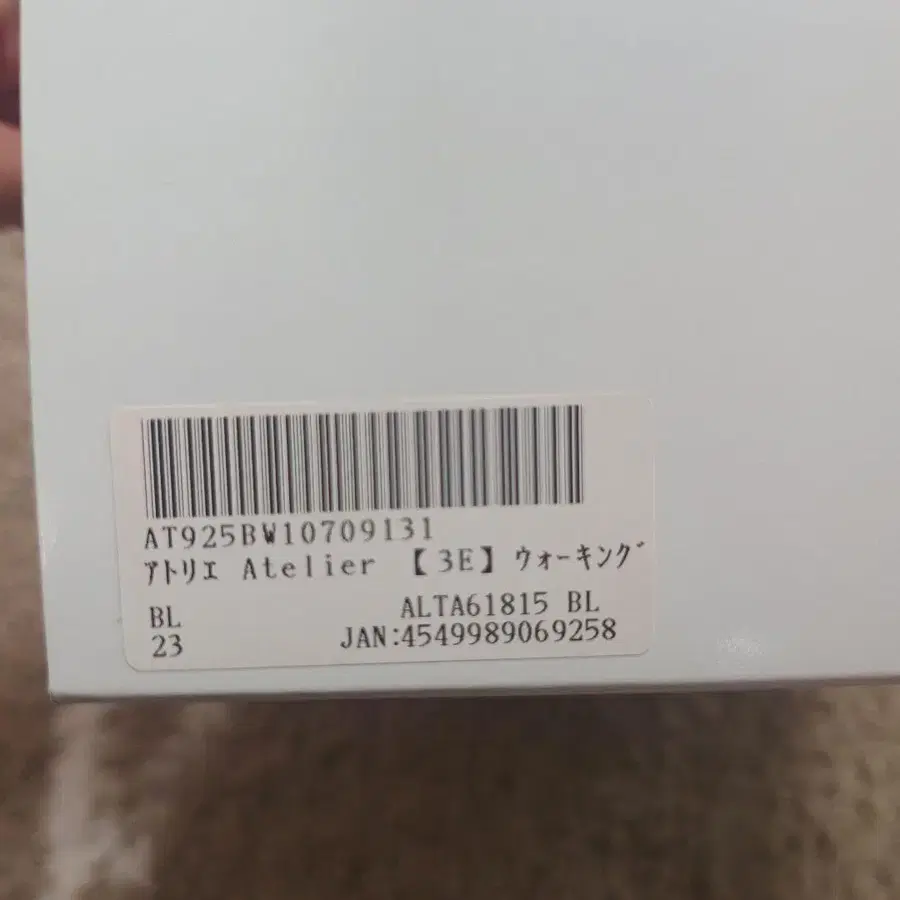 AT925BW10709131
ｱﾄﾘｴ Atelier 【3E】ｳｫｰｷﾝｸﾞ
BL ALTA61815 BL
23 JAN:4549989069258